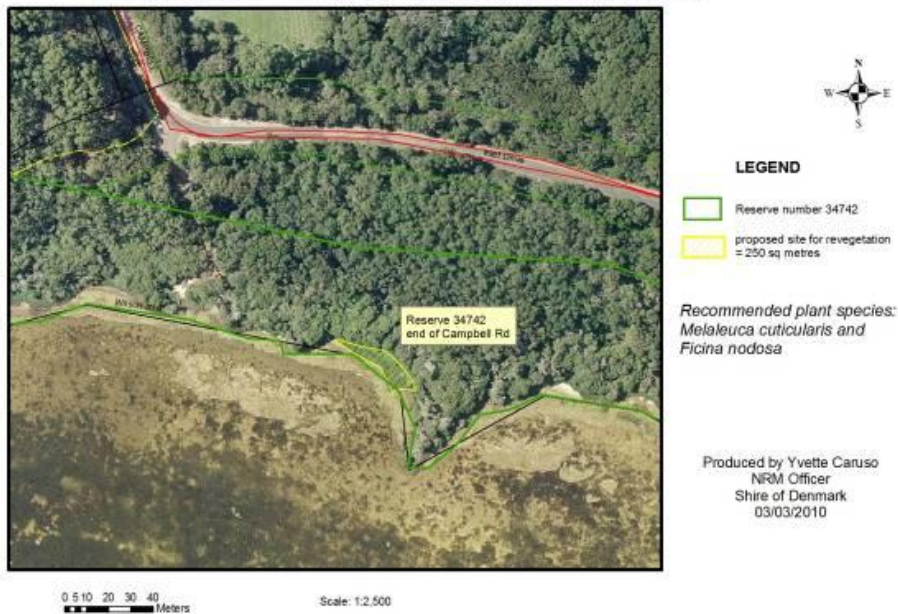 N
W E
S
LEGEND
Reserve number 34742
proposed site for revegetation
= 250 sq metres
Reserve 34742
end of Campbell Rd
Recommended plant species:
Melaleuca cuticularis and
Ficina nodosa
Produced by Yvette Caruso
NRM Officer
Shire of Denmark
03/03/2010
0 5 10 20 30 40
Meters
Scale: 1:2,500